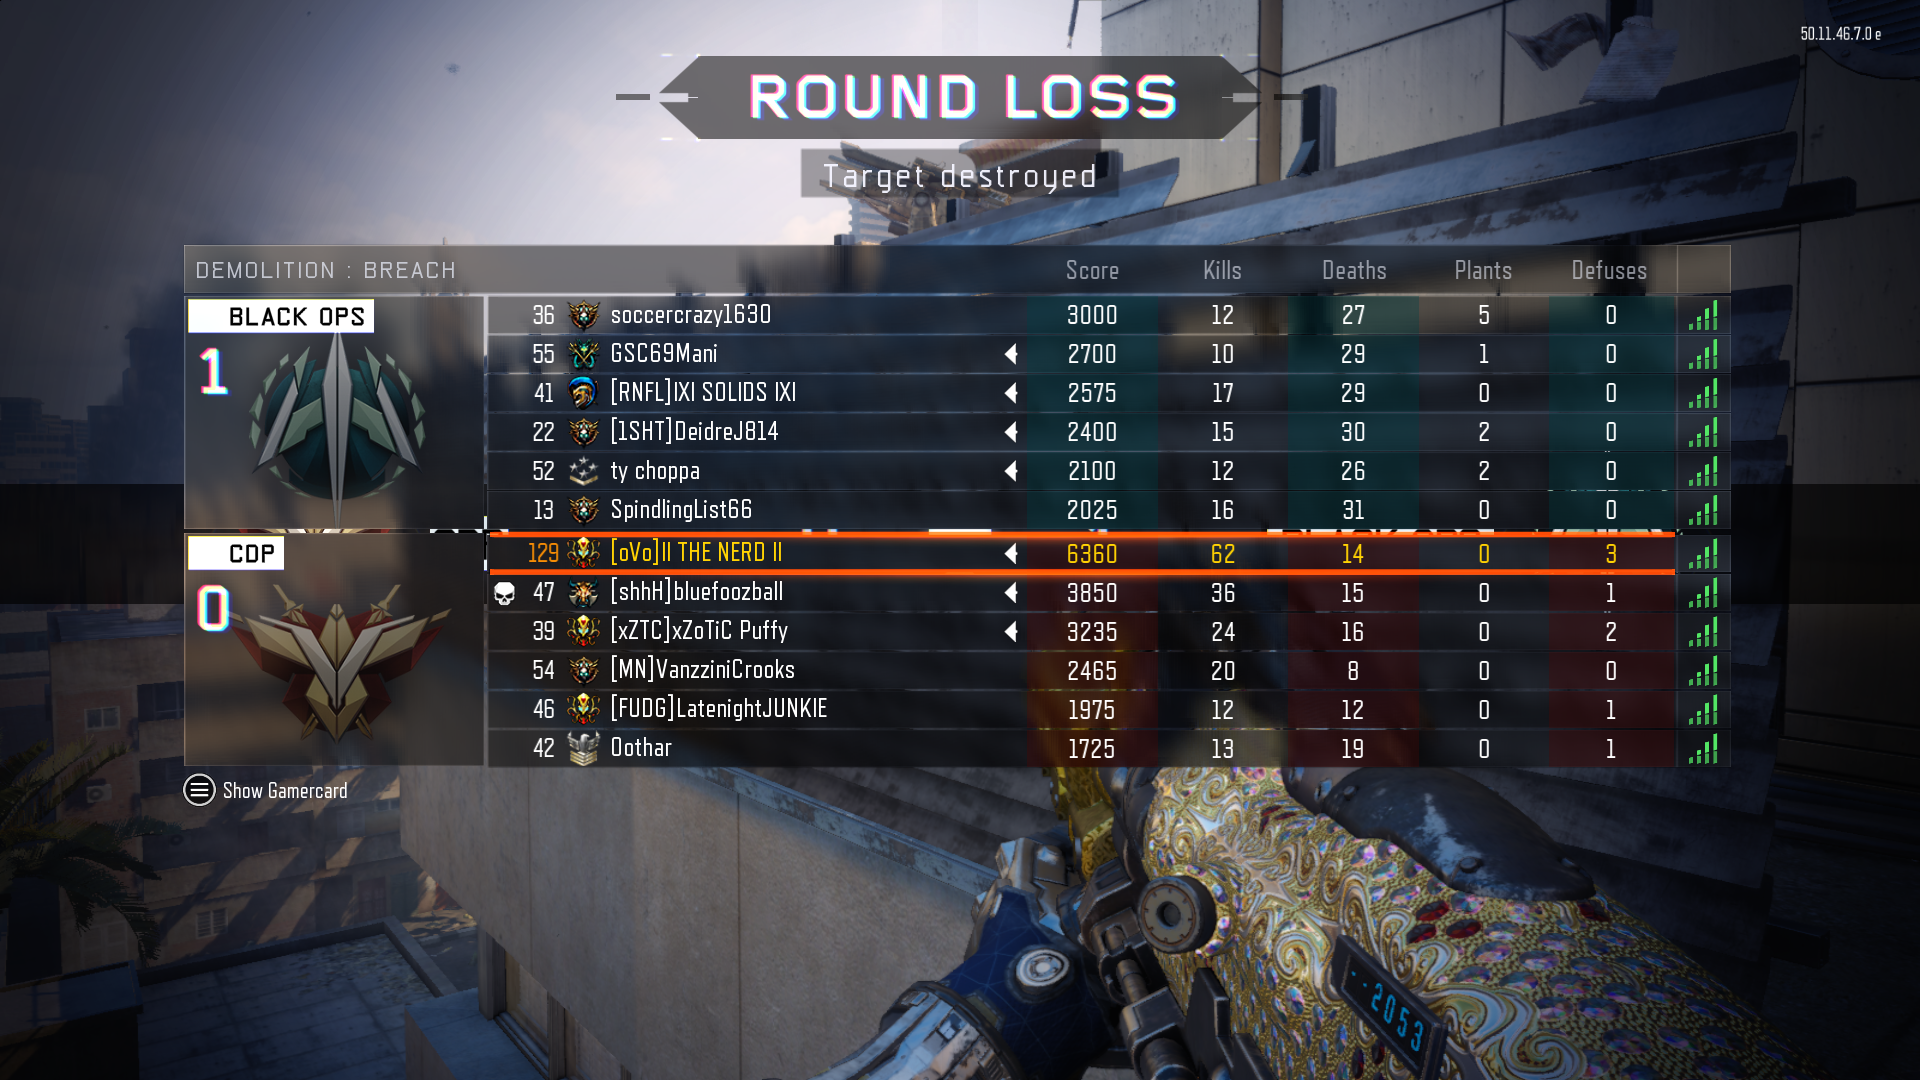 50.11.46.7.0 e
ROUND LOSS
Target destroyed
DEMOLITION : BREACH Score Kills Deaths Plants Defuses
BLACK OPS
1
36 soccercrazy1630 3000 12 27 5 0
55 GSC69Mani 2700 10 29 1 0
41 [RNFL]IXI SOLIDS IXI 2575 17 29 0 0
22 [1SHT]DeidreJ814 2400 15 30 2 0
52 ty choppa 2100 12 26 2 0
13 SpindlingList66 2025 16 31 0 0
CDP
0
129 [oVo]II THE NERD II 6360 62 14 0 3
47 [shhH]bluefoozball 3850 36 15 0 1
39 [xZTC]xZoTiC Puffy 3235 24 16 0 2
54 [MN]VanzziniCrooks 2465 20 8 0 0
46 [FUDG]LatenightJUNKIE 1975 12 12 0 1
42 Oothar 1725 13 19 0 1
Show Gamercard
2053